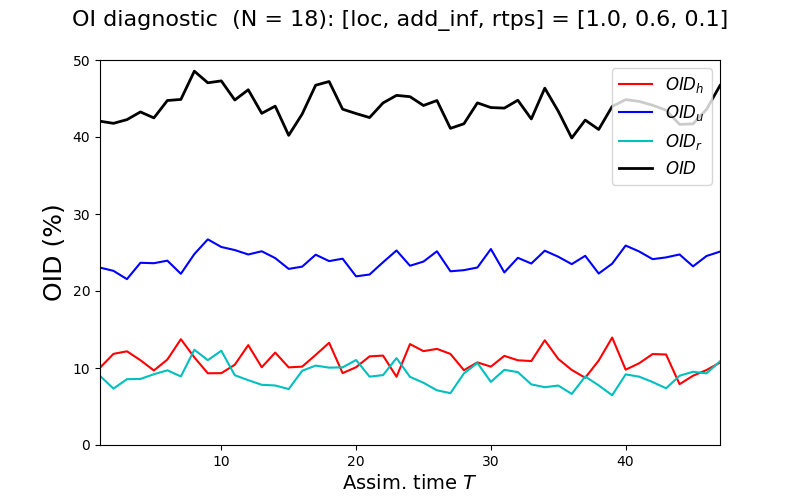 OI diagnostic (N = 18): [loc, add_inf, rtps] = [1.0, 0.6, 0.1]
OID (%)
50
40
30
20
10
0
OID_h
OID_u
OID_r
OID
10
20
30
40
Assim. time T